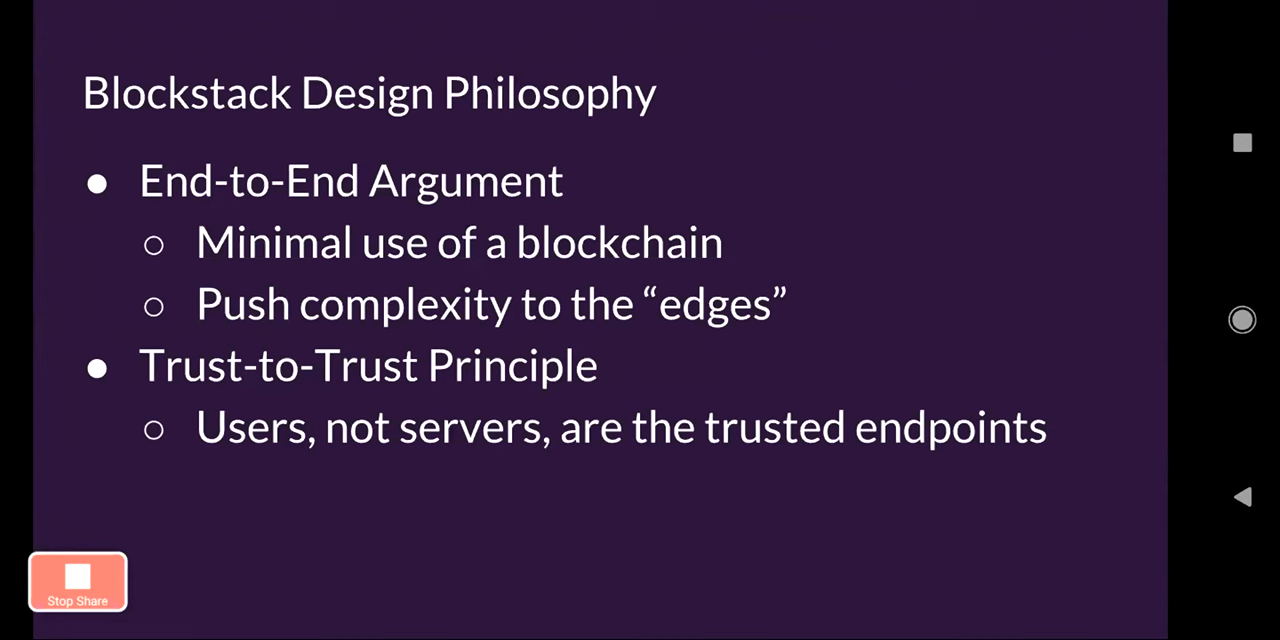 Blockstack Design Philosophy
● End-to-End Argument
○ Minimal use of a blockchain
○ Push complexity to the “edges”
● Trust-to-Trust Principle
○ Users, not servers, are the trusted endpoints
Stop Share